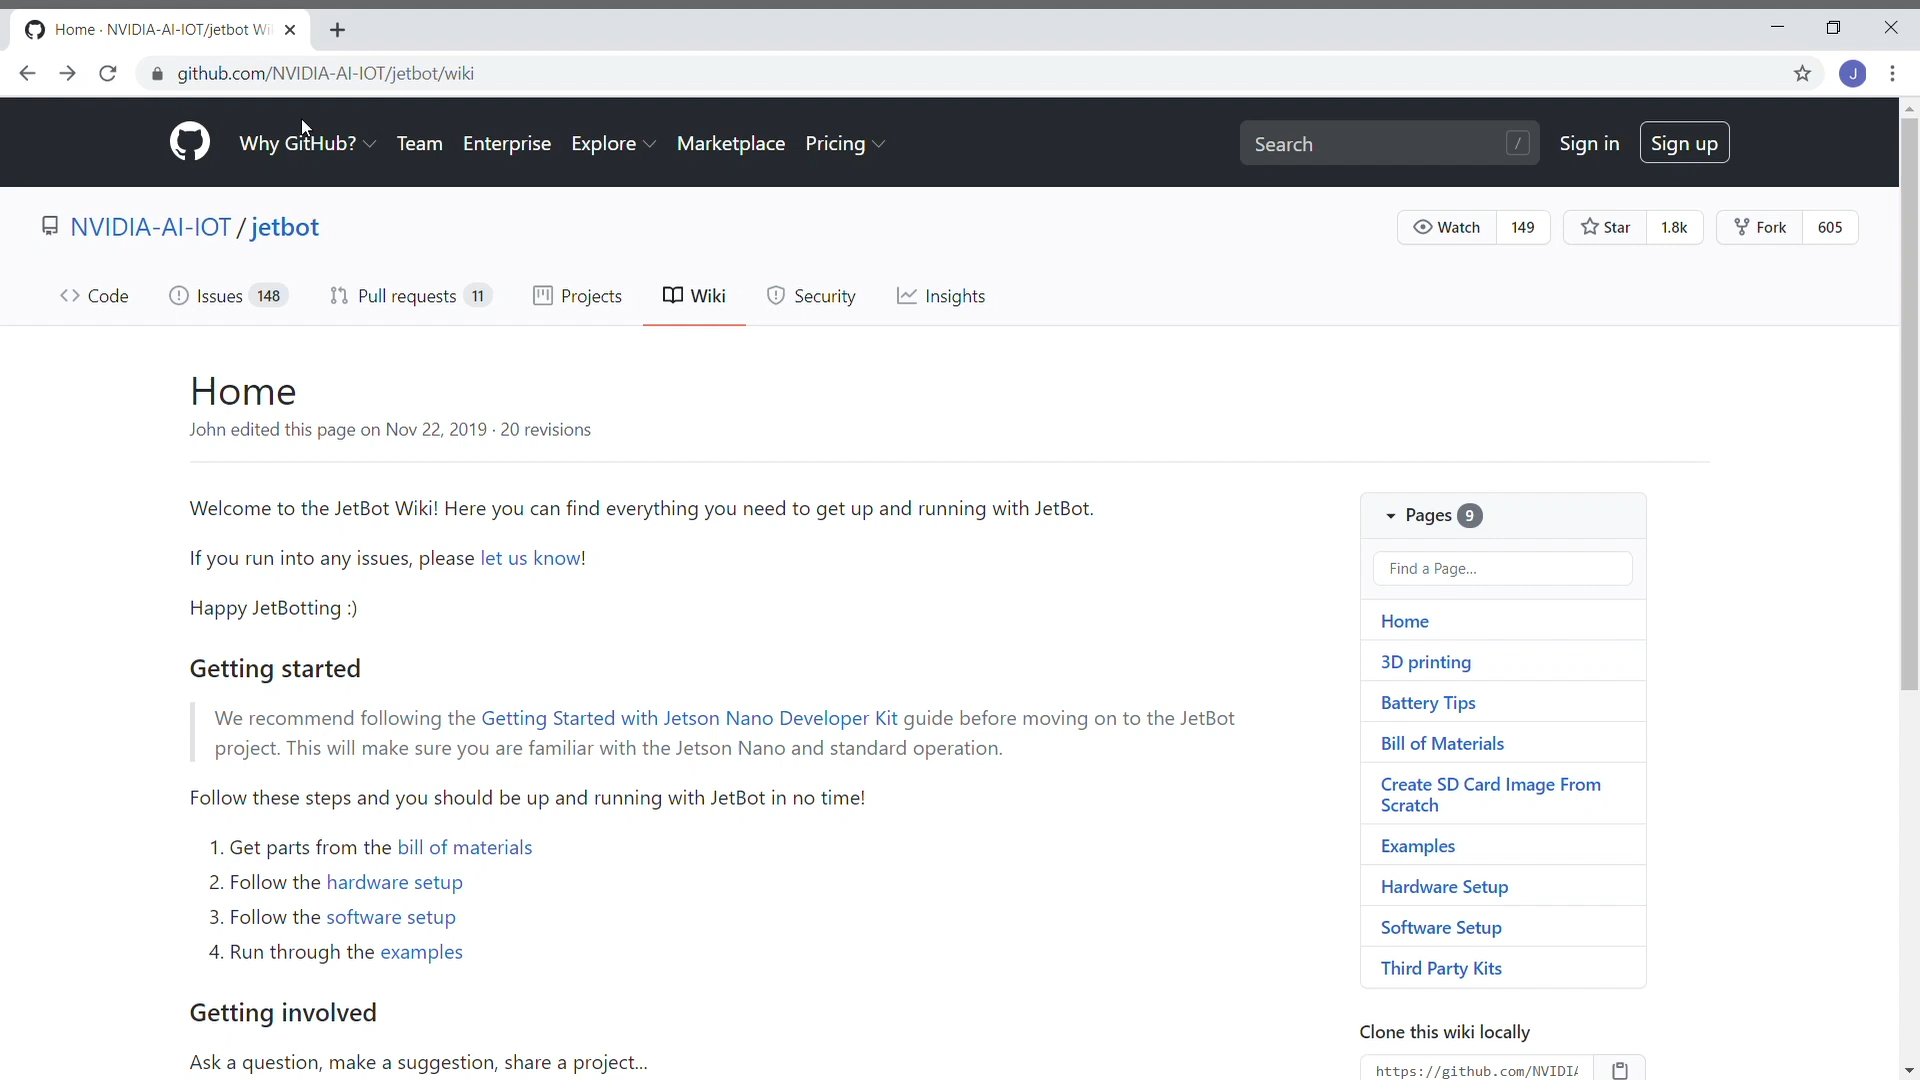 Home · NVIDIA-AI-IOT/jetbot Wi
github.com/NVIDIA-AI-IOT/jetbot/wiki
J
Why GitHub? Team Enterprise Explore Marketplace Pricing
Search /
Sign in Sign up
NVIDIA-AI-IOT / jetbot
Watch 149 Star 1.8k Fork 605
Code Issues 148 Pull requests 11 Projects Wiki Security Insights
Home
John edited this page on Nov 22, 2019 · 20 revisions
Welcome to the JetBot Wiki! Here you can find everything you need to get up and running with JetBot.
If you run into any issues, please let us know!
Happy JetBotting :)
Getting started
We recommend following the Getting Started with Jetson Nano Developer Kit guide before moving on to the JetBot
project. This will make sure you are familiar with the Jetson Nano and standard operation.
Follow these steps and you should be up and running with JetBot in no time!
1. Get parts from the bill of materials
2. Follow the hardware setup
3. Follow the software setup
4. Run through the examples
Getting involved
Ask a question, make a suggestion, share a project...
Pages 9
Find a Page...
Home
3D printing
Battery Tips
Bill of Materials
Create SD Card Image From
Scratch
Examples
Hardware Setup
Software Setup
Third Party Kits
Clone this wiki locally
https://github.com/NVIDIA